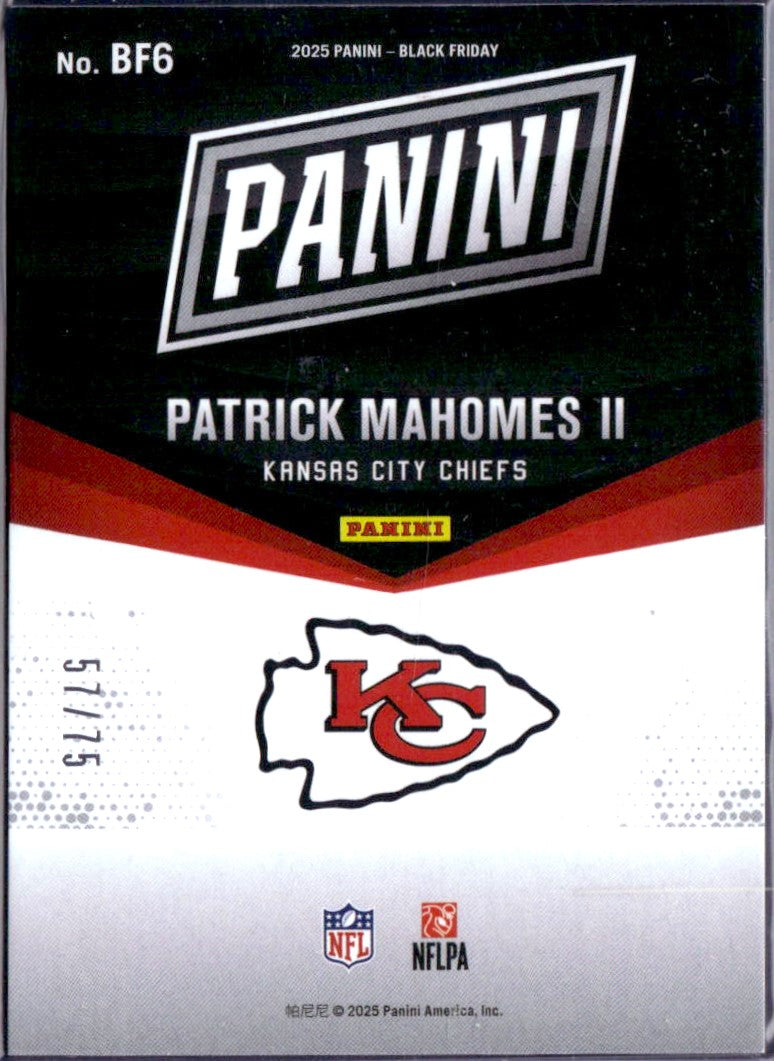 No. BF6
2025 PANINI – BLACK FRIDAY
PANINI
PATRICK MAHOMES II
KANSAS CITY CHIEFS
PANINI
57/75
KC
NFL
NFLPA
帕尼尼 © 2025 Panini America, Inc.